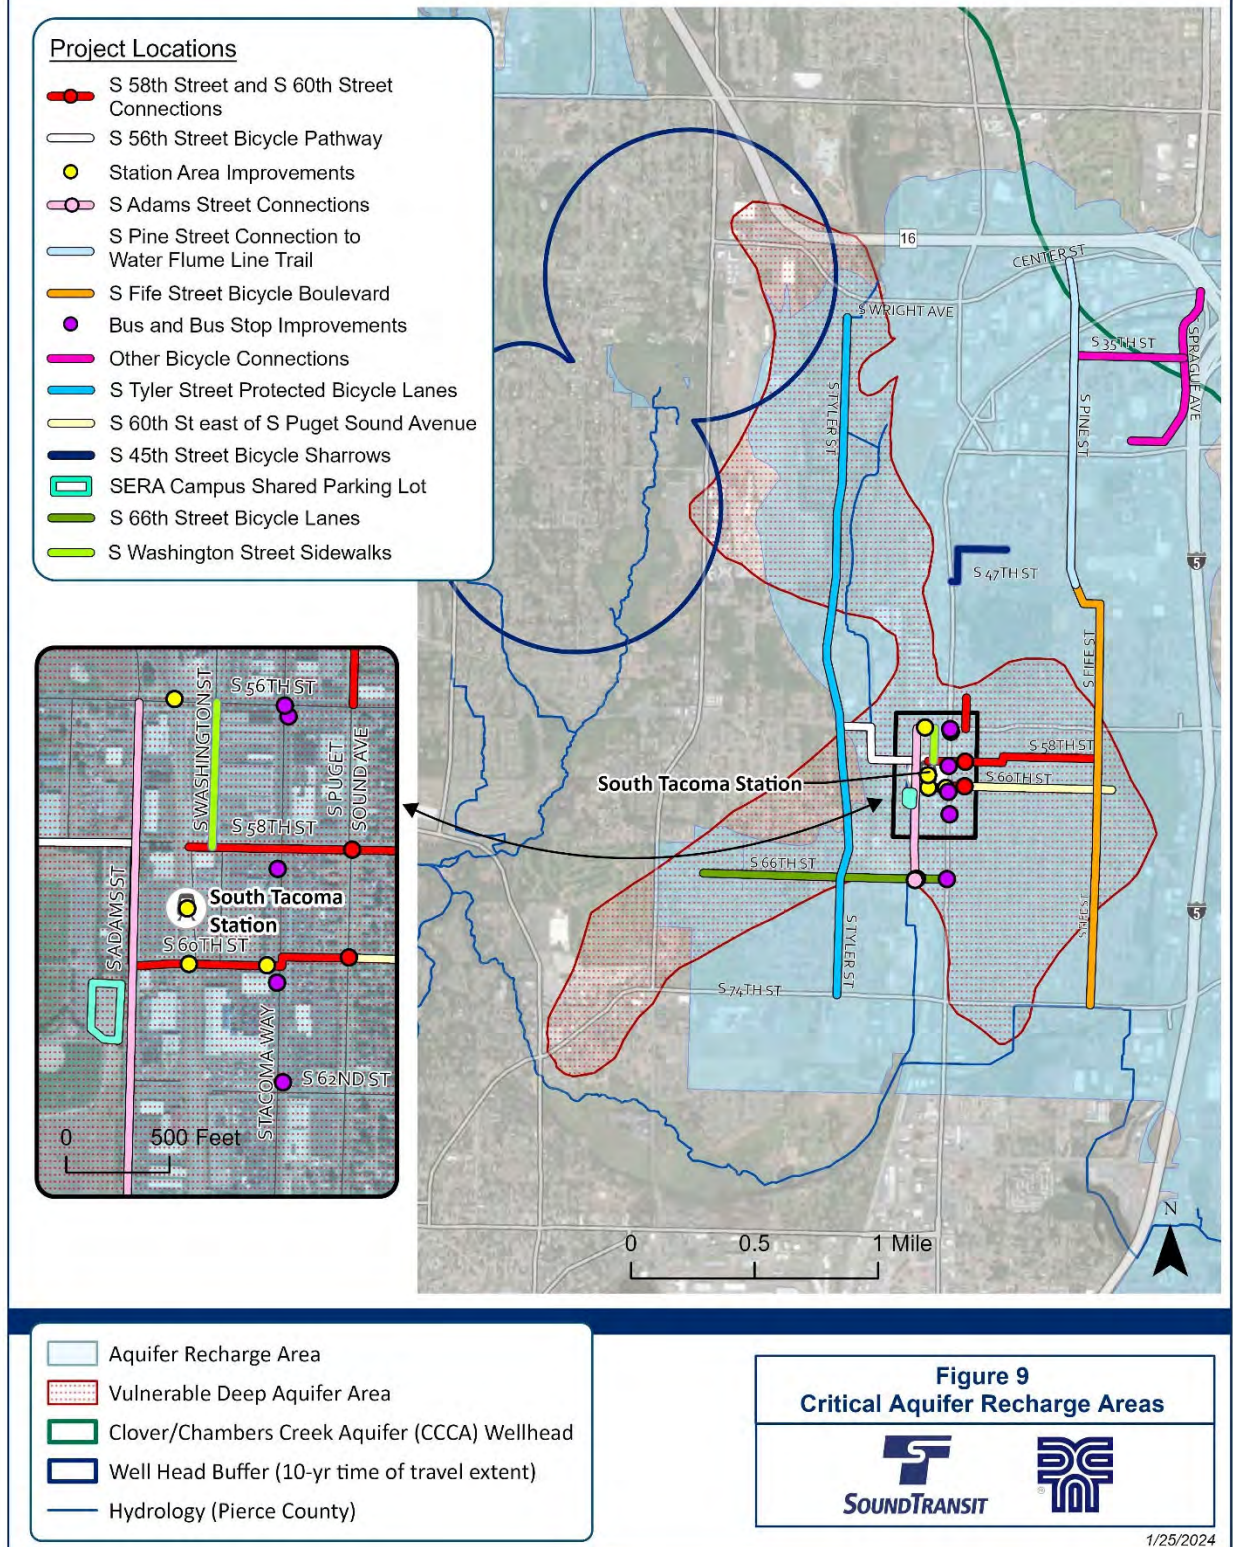 Project Locations
S 58th Street and S 60th Street
Connections
S 56th Street Bicycle Pathway
Station Area Improvements
S Adams Street Connections
S Pine Street Connection to
Water Flume Line Trail
S Fife Street Bicycle Boulevard
Bus and Bus Stop Improvements
Other Bicycle Connections
S Tyler Street Protected Bicycle Lanes
S 60th St east of S Puget Sound Avenue
S 45th Street Bicycle Sharrows
SERA Campus Shared Parking Lot
S 66th Street Bicycle Lanes
S Washington Street Sidewalks
16
CENTER ST
S WRIGHT AVE
S 35TH ST
S SPRAGUE AVE
S TYLER ST
S PINE ST
5
S 47TH ST
S FIFE ST
S 58TH ST
S 60TH ST
South Tacoma Station
S 66TH ST
S FIFE ST
5
S TYLER ST
S 74TH ST
N
0 0.5 1 Mile
S WASHINGTON ST
S 56TH ST
S PUGET
SOUND AVE
S 58TH ST
S ADAMS ST
South Tacoma
Station
S 60TH ST
S TACOMA WAY
S 62ND ST
0 500 Feet
Aquifer Recharge Area
Vulnerable Deep Aquifer Area
Clover/Chambers Creek Aquifer (CCCA) Wellhead
Well Head Buffer (10-yr time of travel extent)
Hydrology (Pierce County)
Figure 9
Critical Aquifer Recharge Areas
T
SOUNDTRANSIT
®
1/25/2024